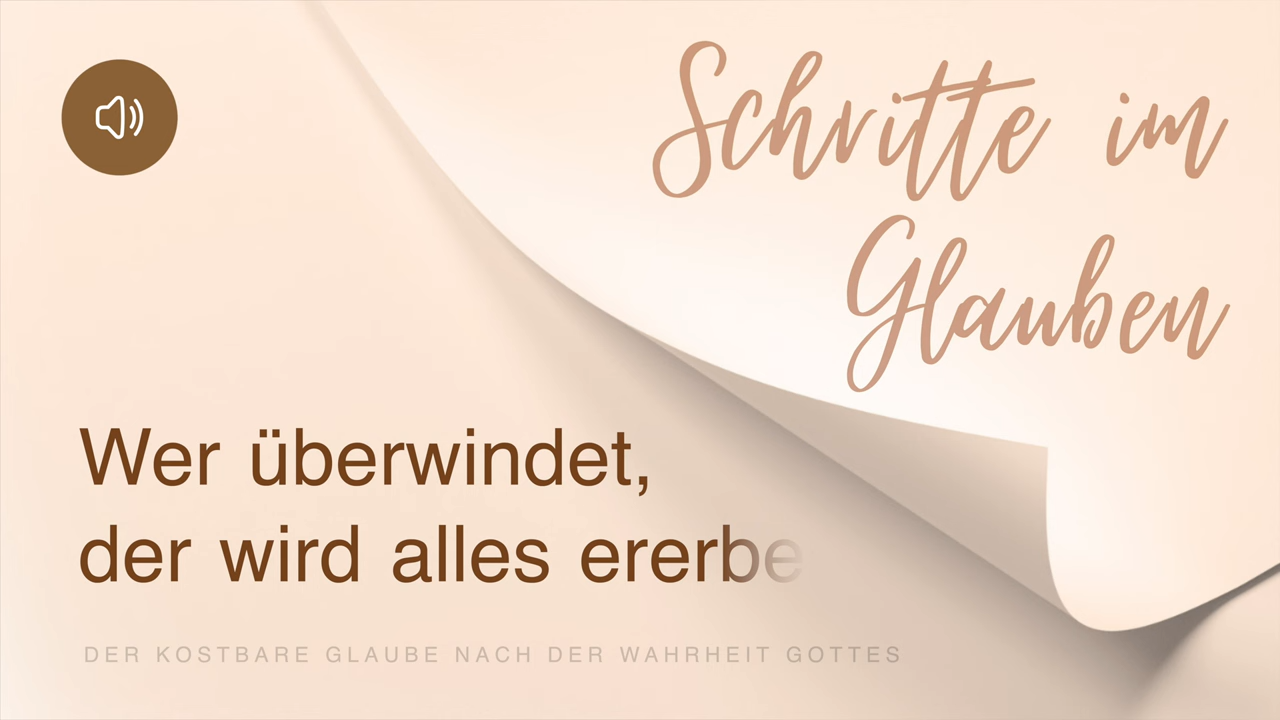 Schritte im
Glauben
Wer überwindet,
der wird alles ererbe
DER KOSTBARE GLAUBE NACH DER WAHRHEIT GOTTES